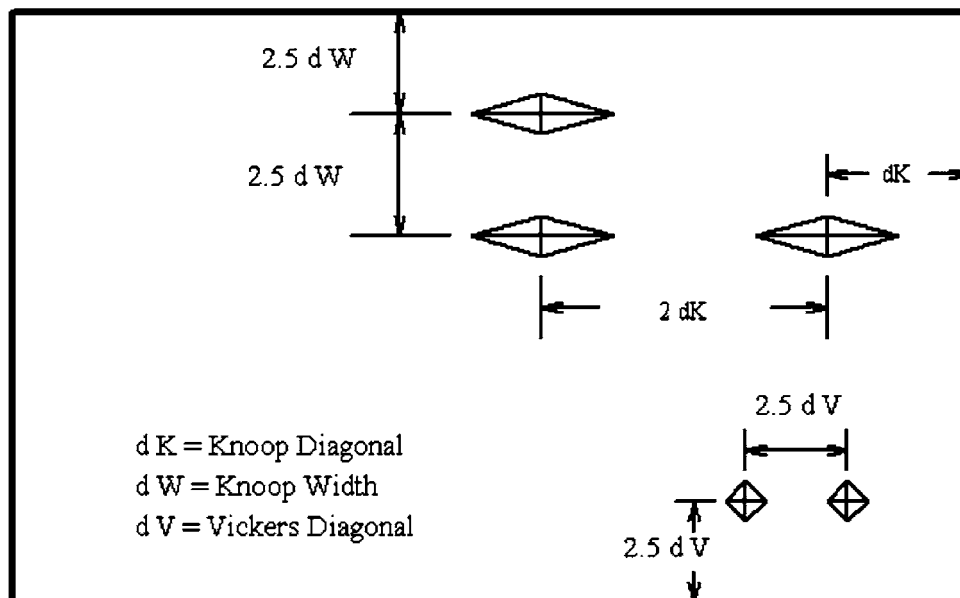 2.5 d W
2.5 d W
dK
2 dK
2.5 d V
d K = Knoop Diagonal
d W = Knoop Width
d V = Vickers Diagonal
2.5 d V